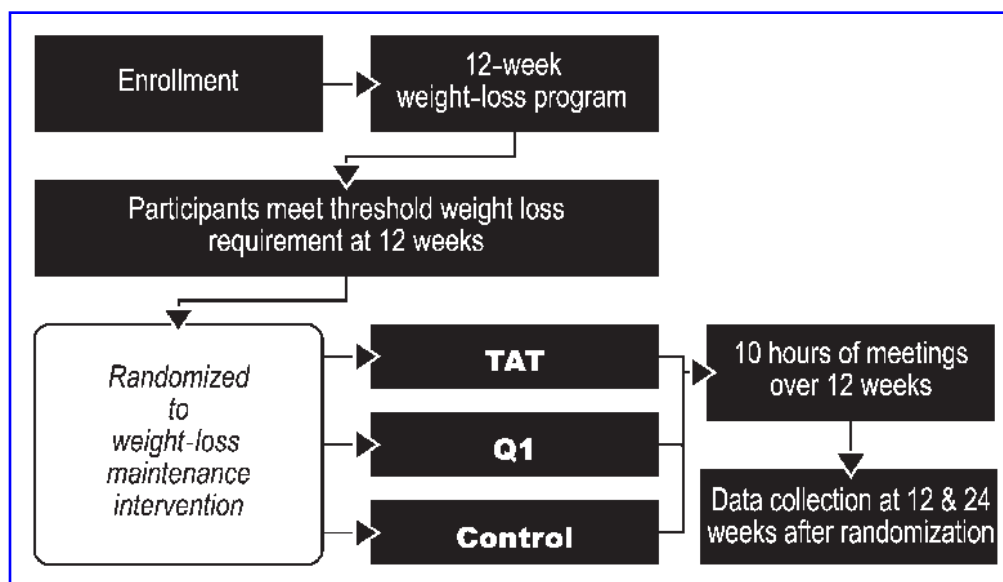 Enrollment
12-week
weight-loss program
Participants meet threshold weight loss
requirement at 12 weeks
Randomized
to
weight-loss
maintenance
intervention
TAT
Q1
Control
10 hours of meetings
over 12 weeks
Data collection at 12 & 24
weeks after randomization